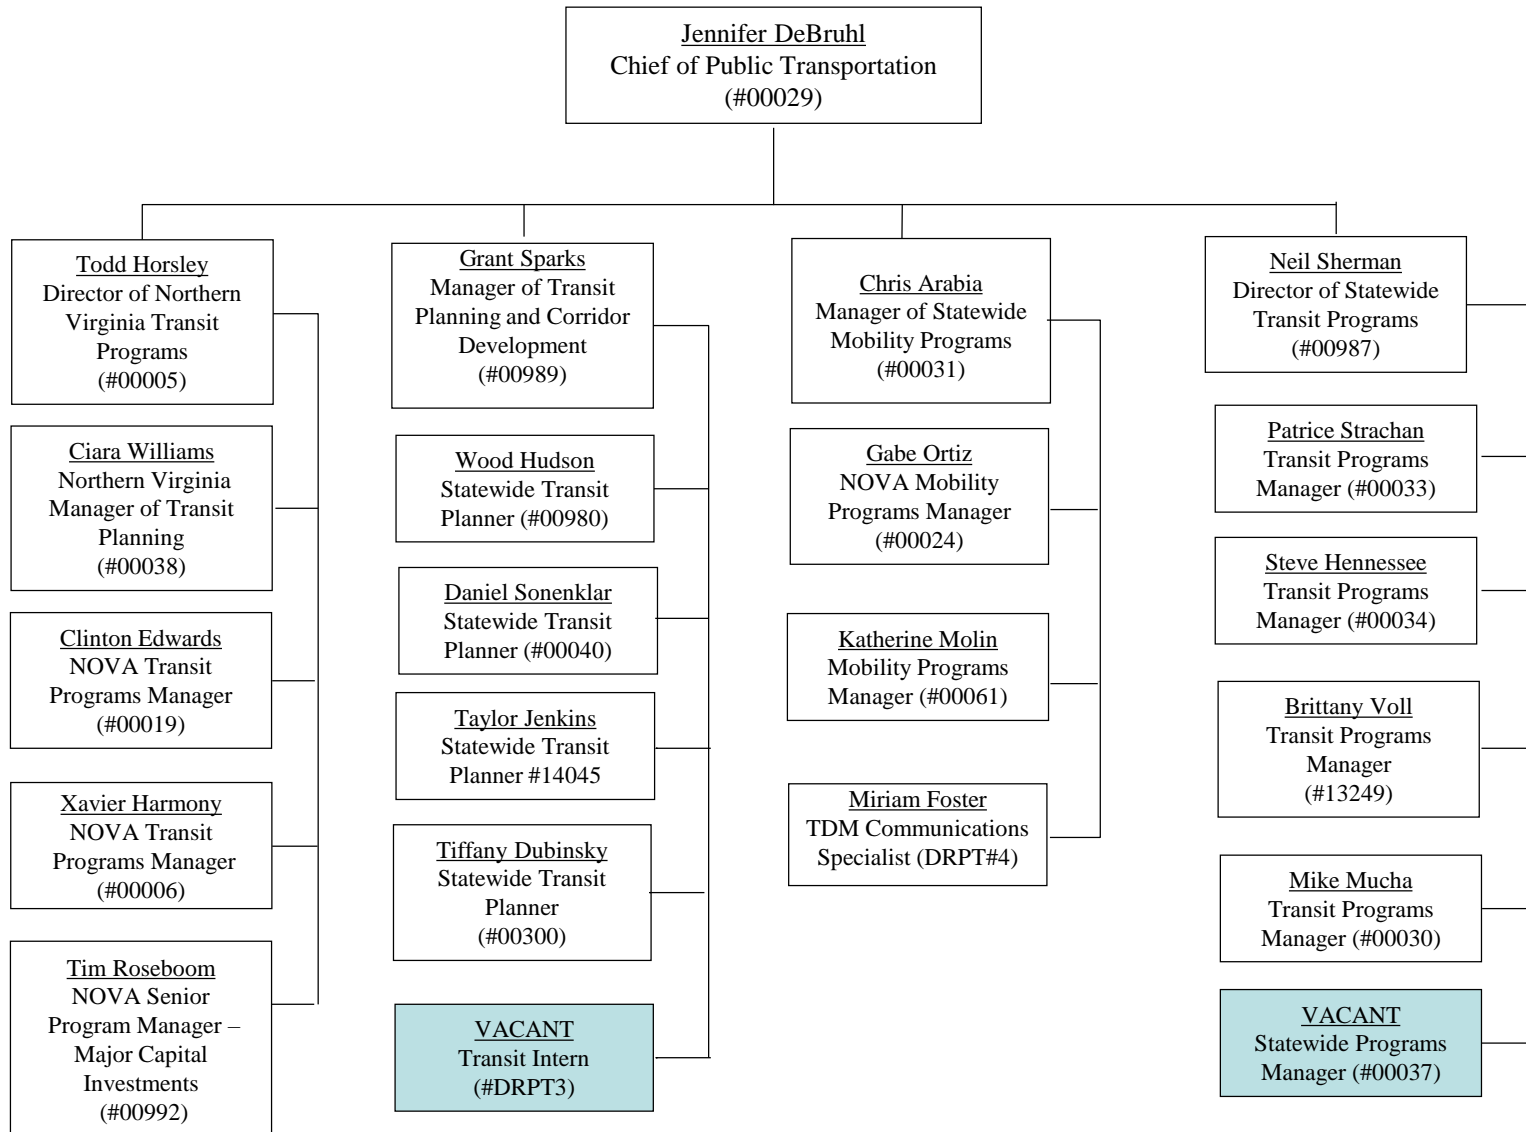 Jennifer DeBruhl
Chief of Public Transportation
(#00029)
Todd Horsley
Director of Northern
Virginia Transit
Programs
(#00005)
Ciara Williams
Northern Virginia
Manager of Transit
Planning
(#00038)
Clinton Edwards
NOVA Transit
Programs Manager
(#00019)
Xavier Harmony
NOVA Transit
Programs Manager
(#00006)
Tim Roseboom
NOVA Senior
Program Manager –
Major Capital
Investments
(#00992)
Grant Sparks
Manager of Transit
Planning and Corridor
Development
(#00989)
Wood Hudson
Statewide Transit
Planner (#00980)
Daniel Sonenklar
Statewide Transit
Planner (#00040)
Taylor Jenkins
Statewide Transit
Planner #14045
Tiffany Dubinsky
Statewide Transit
Planner
(#00300)
VACANT
Transit Intern
(#DRPT3)
Chris Arabia
Manager of Statewide
Mobility Programs
(#00031)
Gabe Ortiz
NOVA Mobility
Programs Manager
(#00024)
Katherine Molin
Mobility Programs
Manager (#00061)
Miriam Foster
TDM Communications
Specialist (DRPT#4)
Neil Sherman
Director of Statewide
Transit Programs
(#00987)
Patrice Strachan
Transit Programs
Manager (#00033)
Steve Hennessee
Transit Programs
Manager (#00034)
Brittany Voll
Transit Programs
Manager
(#13249)
Mike Mucha
Transit Programs
Manager (#00030)
VACANT
Statewide Programs
Manager (#00037)